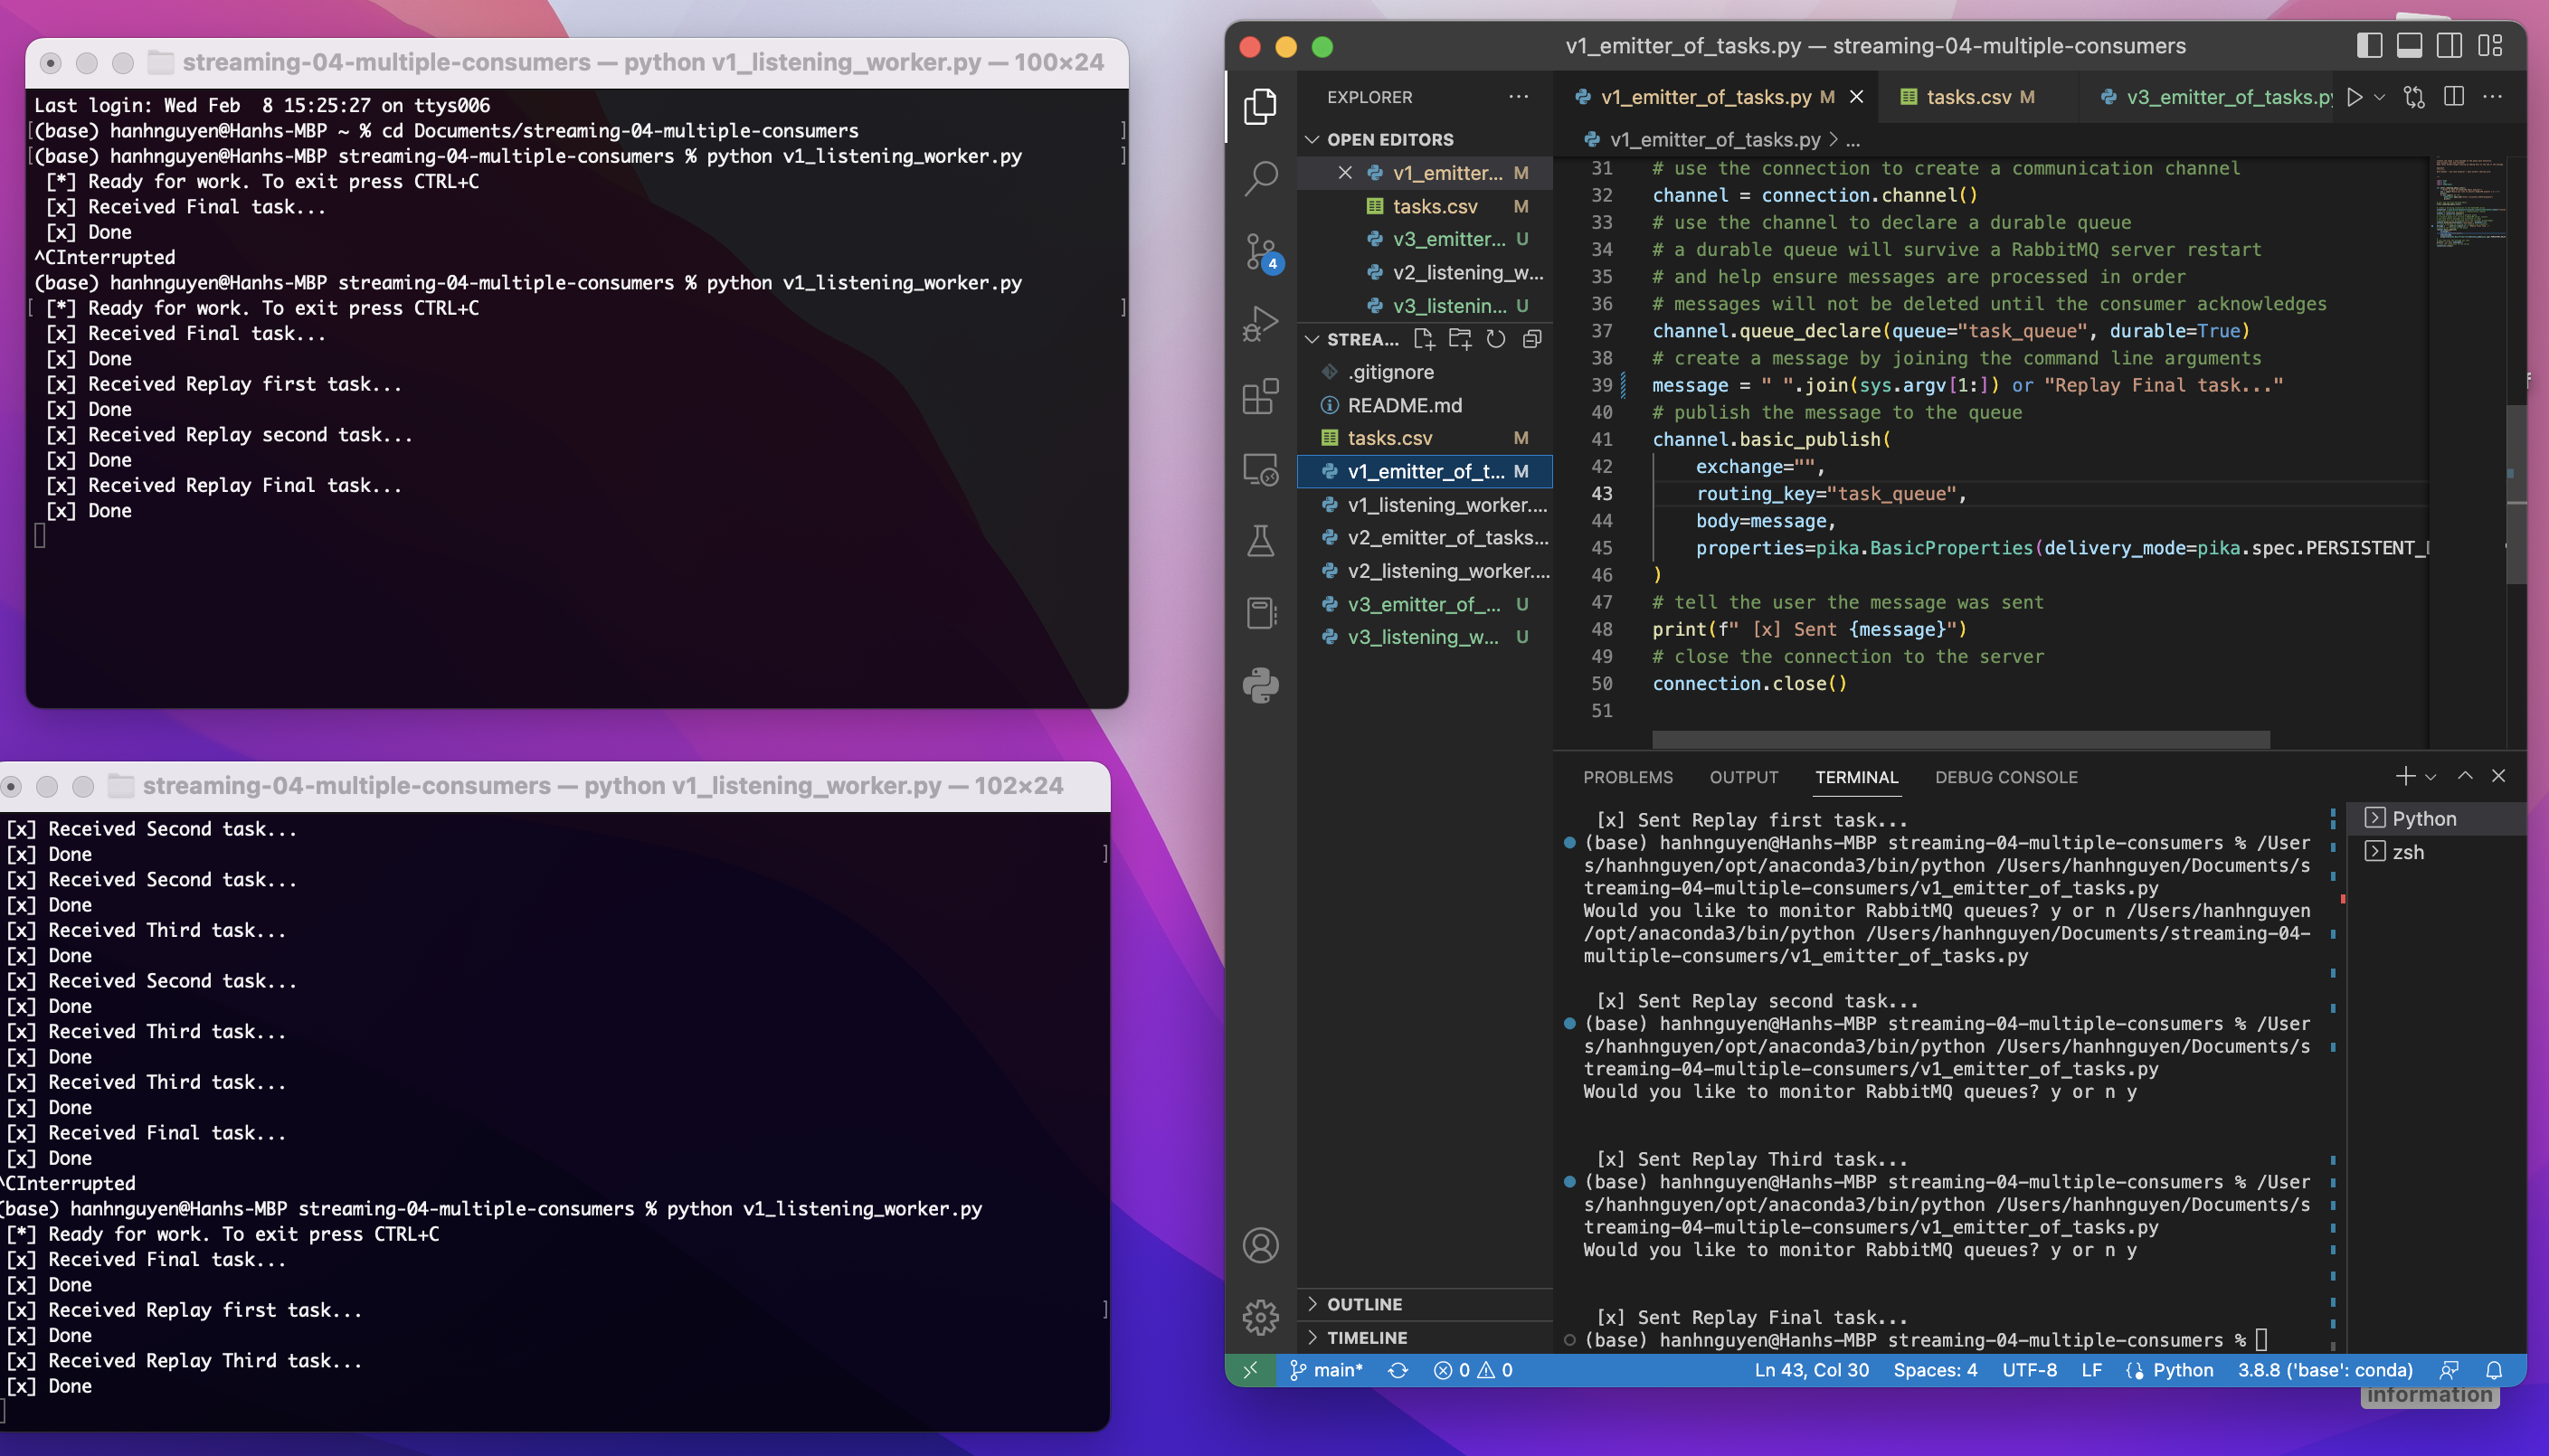 streaming-04-multiple-consumers — python v1_listening_worker.py — 100×24
Last login: Wed Feb  8 15:25:27 on ttys006
[(base) hanhnguyen@Hanhs-MBP ~ % cd Documents/streaming-04-multiple-consumers ]
[(base) hanhnguyen@Hanhs-MBP streaming-04-multiple-consumers % python v1_listening_worker.py ]
[*] Ready for work. To exit press CTRL+C
[x] Received Final task...
[x] Done
^CInterrupted
(base) hanhnguyen@Hanhs-MBP streaming-04-multiple-consumers % python v1_listening_worker.py
[ [*] Ready for work. To exit press CTRL+C ]
[x] Received Final task...
[x] Done
[x] Received Replay first task...
[x] Done
[x] Received Replay second task...
[x] Done
[x] Received Replay Final task...
[x] Done
streaming-04-multiple-consumers — python v1_listening_worker.py — 102×24
[x] Received Second task...
[x] Done ]
[x] Received Second task...
[x] Done
[x] Received Third task...
[x] Done
[x] Received Second task...
[x] Done
[x] Received Third task...
[x] Done
[x] Received Third task...
[x] Done
[x] Received Final task...
[x] Done
^CInterrupted
(base) hanhnguyen@Hanhs-MBP streaming-04-multiple-consumers % python v1_listening_worker.py
[*] Ready for work. To exit press CTRL+C
[x] Received Final task...
[x] Done
[x] Received Replay first task... ]
[x] Done
[x] Received Replay Third task...
[x] Done
v1_emitter_of_tasks.py — streaming-04-multiple-consumers
EXPLORER
OPEN EDITORS
v1_emitter... M
tasks.csv M
v3_emitter... U
v2_listening_w...
v3_listenin... U
STREA...
.gitignore
README.md
tasks.csv M
v1_emitter_of_t... M
v1_listening_worker....
v2_emitter_of_tasks...
v2_listening_worker....
v3_emitter_of_... U
v3_listening_w... U
OUTLINE
TIMELINE
4
v1_emitter_of_tasks.py M
tasks.csv M
v3_emitter_of_tasks.py
v1_emitter_of_tasks.py > ...
31 # use the connection to create a communication channel
32 channel = connection.channel()
33 # use the channel to declare a durable queue
34 # a durable queue will survive a RabbitMQ server restart
35 # and help ensure messages are processed in order
36 # messages will not be deleted until the consumer acknowledges
37 channel.queue_declare(queue="task_queue", durable=True)
38 # create a message by joining the command line arguments
39 message = " ".join(sys.argv[1:]) or "Replay Final task..."
40 # publish the message to the queue
41 channel.basic_publish(
42 exchange="",
43 routing_key="task_queue",
44 body=message,
45 properties=pika.BasicProperties(delivery_mode=pika.spec.PERSISTENT_
46 )
47 # tell the user the message was sent
48 print(f" [x] Sent {message}")
49 # close the connection to the server
50 connection.close()
51
PROBLEMS OUTPUT TERMINAL DEBUG CONSOLE
[x] Sent Replay first task...
(base) hanhnguyen@Hanhs-MBP streaming-04-multiple-consumers % /User
s/hanhnguyen/opt/anaconda3/bin/python /Users/hanhnguyen/Documents/s
treaming-04-multiple-consumers/v1_emitter_of_tasks.py
Would you like to monitor RabbitMQ queues? y or n /Users/hanhnguyen
/opt/anaconda3/bin/python /Users/hanhnguyen/Documents/streaming-04-
multiple-consumers/v1_emitter_of_tasks.py
[x] Sent Replay second task...
(base) hanhnguyen@Hanhs-MBP streaming-04-multiple-consumers % /User
s/hanhnguyen/opt/anaconda3/bin/python /Users/hanhnguyen/Documents/s
treaming-04-multiple-consumers/v1_emitter_of_tasks.py
Would you like to monitor RabbitMQ queues? y or n y
[x] Sent Replay Third task...
(base) hanhnguyen@Hanhs-MBP streaming-04-multiple-consumers % /User
s/hanhnguyen/opt/anaconda3/bin/python /Users/hanhnguyen/Documents/s
treaming-04-multiple-consumers/v1_emitter_of_tasks.py
Would you like to monitor RabbitMQ queues? y or n y
[x] Sent Replay Final task...
(base) hanhnguyen@Hanhs-MBP streaming-04-multiple-consumers %
Python
zsh
main* 0 0 Ln 43, Col 30 Spaces: 4 UTF-8 LF Python 3.8.8 ('base': conda)
information